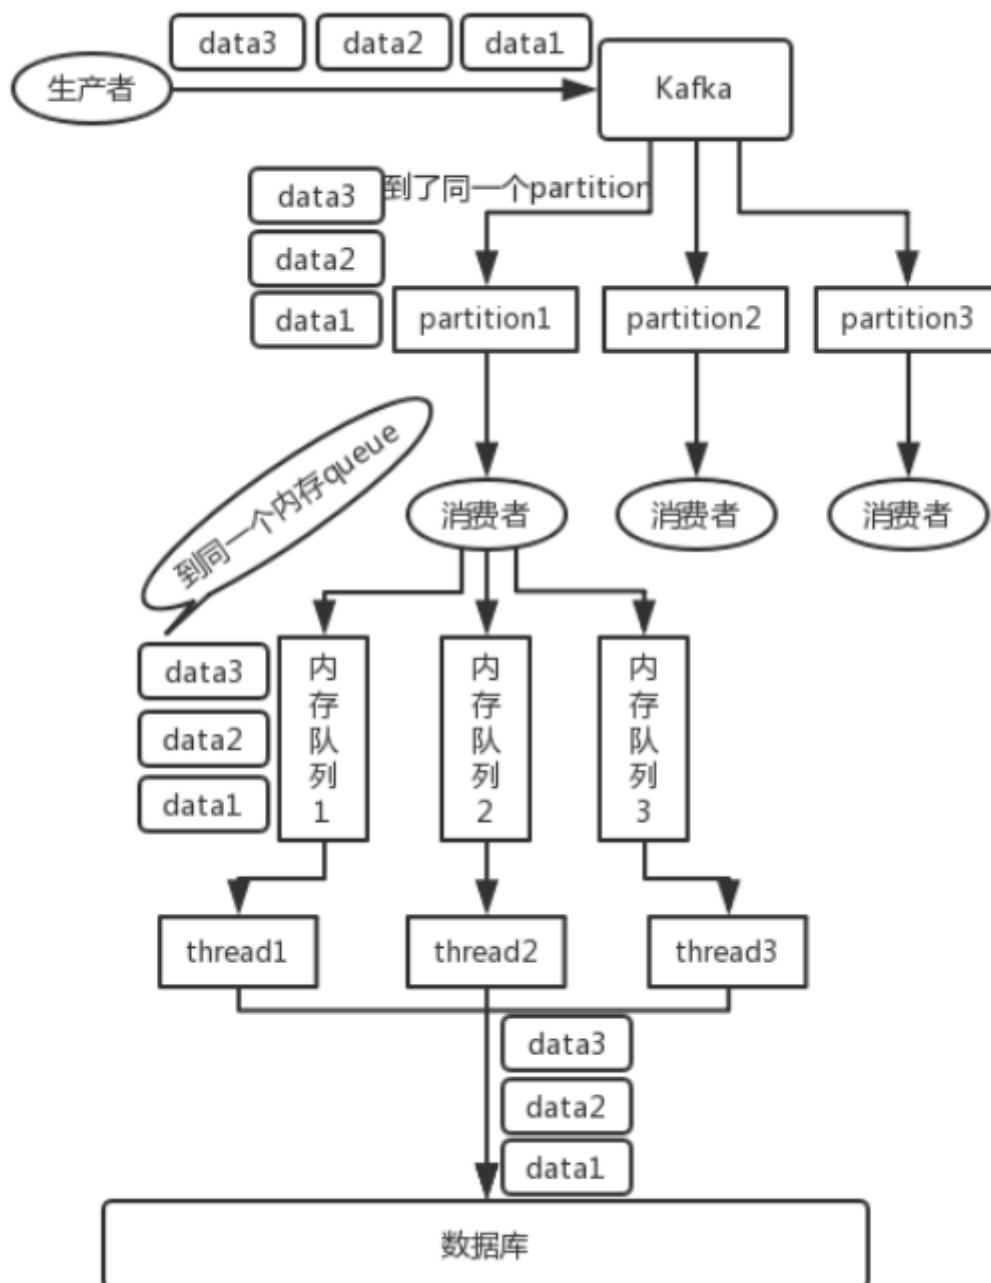 data3 data2 data1
生产者
Kafka
data3
到了同一个partition
data2
data1
partition1 partition2 partition3
到同一个内存queue
消费者 消费者 消费者
data3
data2
data1
内存队列1
内存队列2
内存队列3
thread1 thread2 thread3
data3
data2
data1
数据库